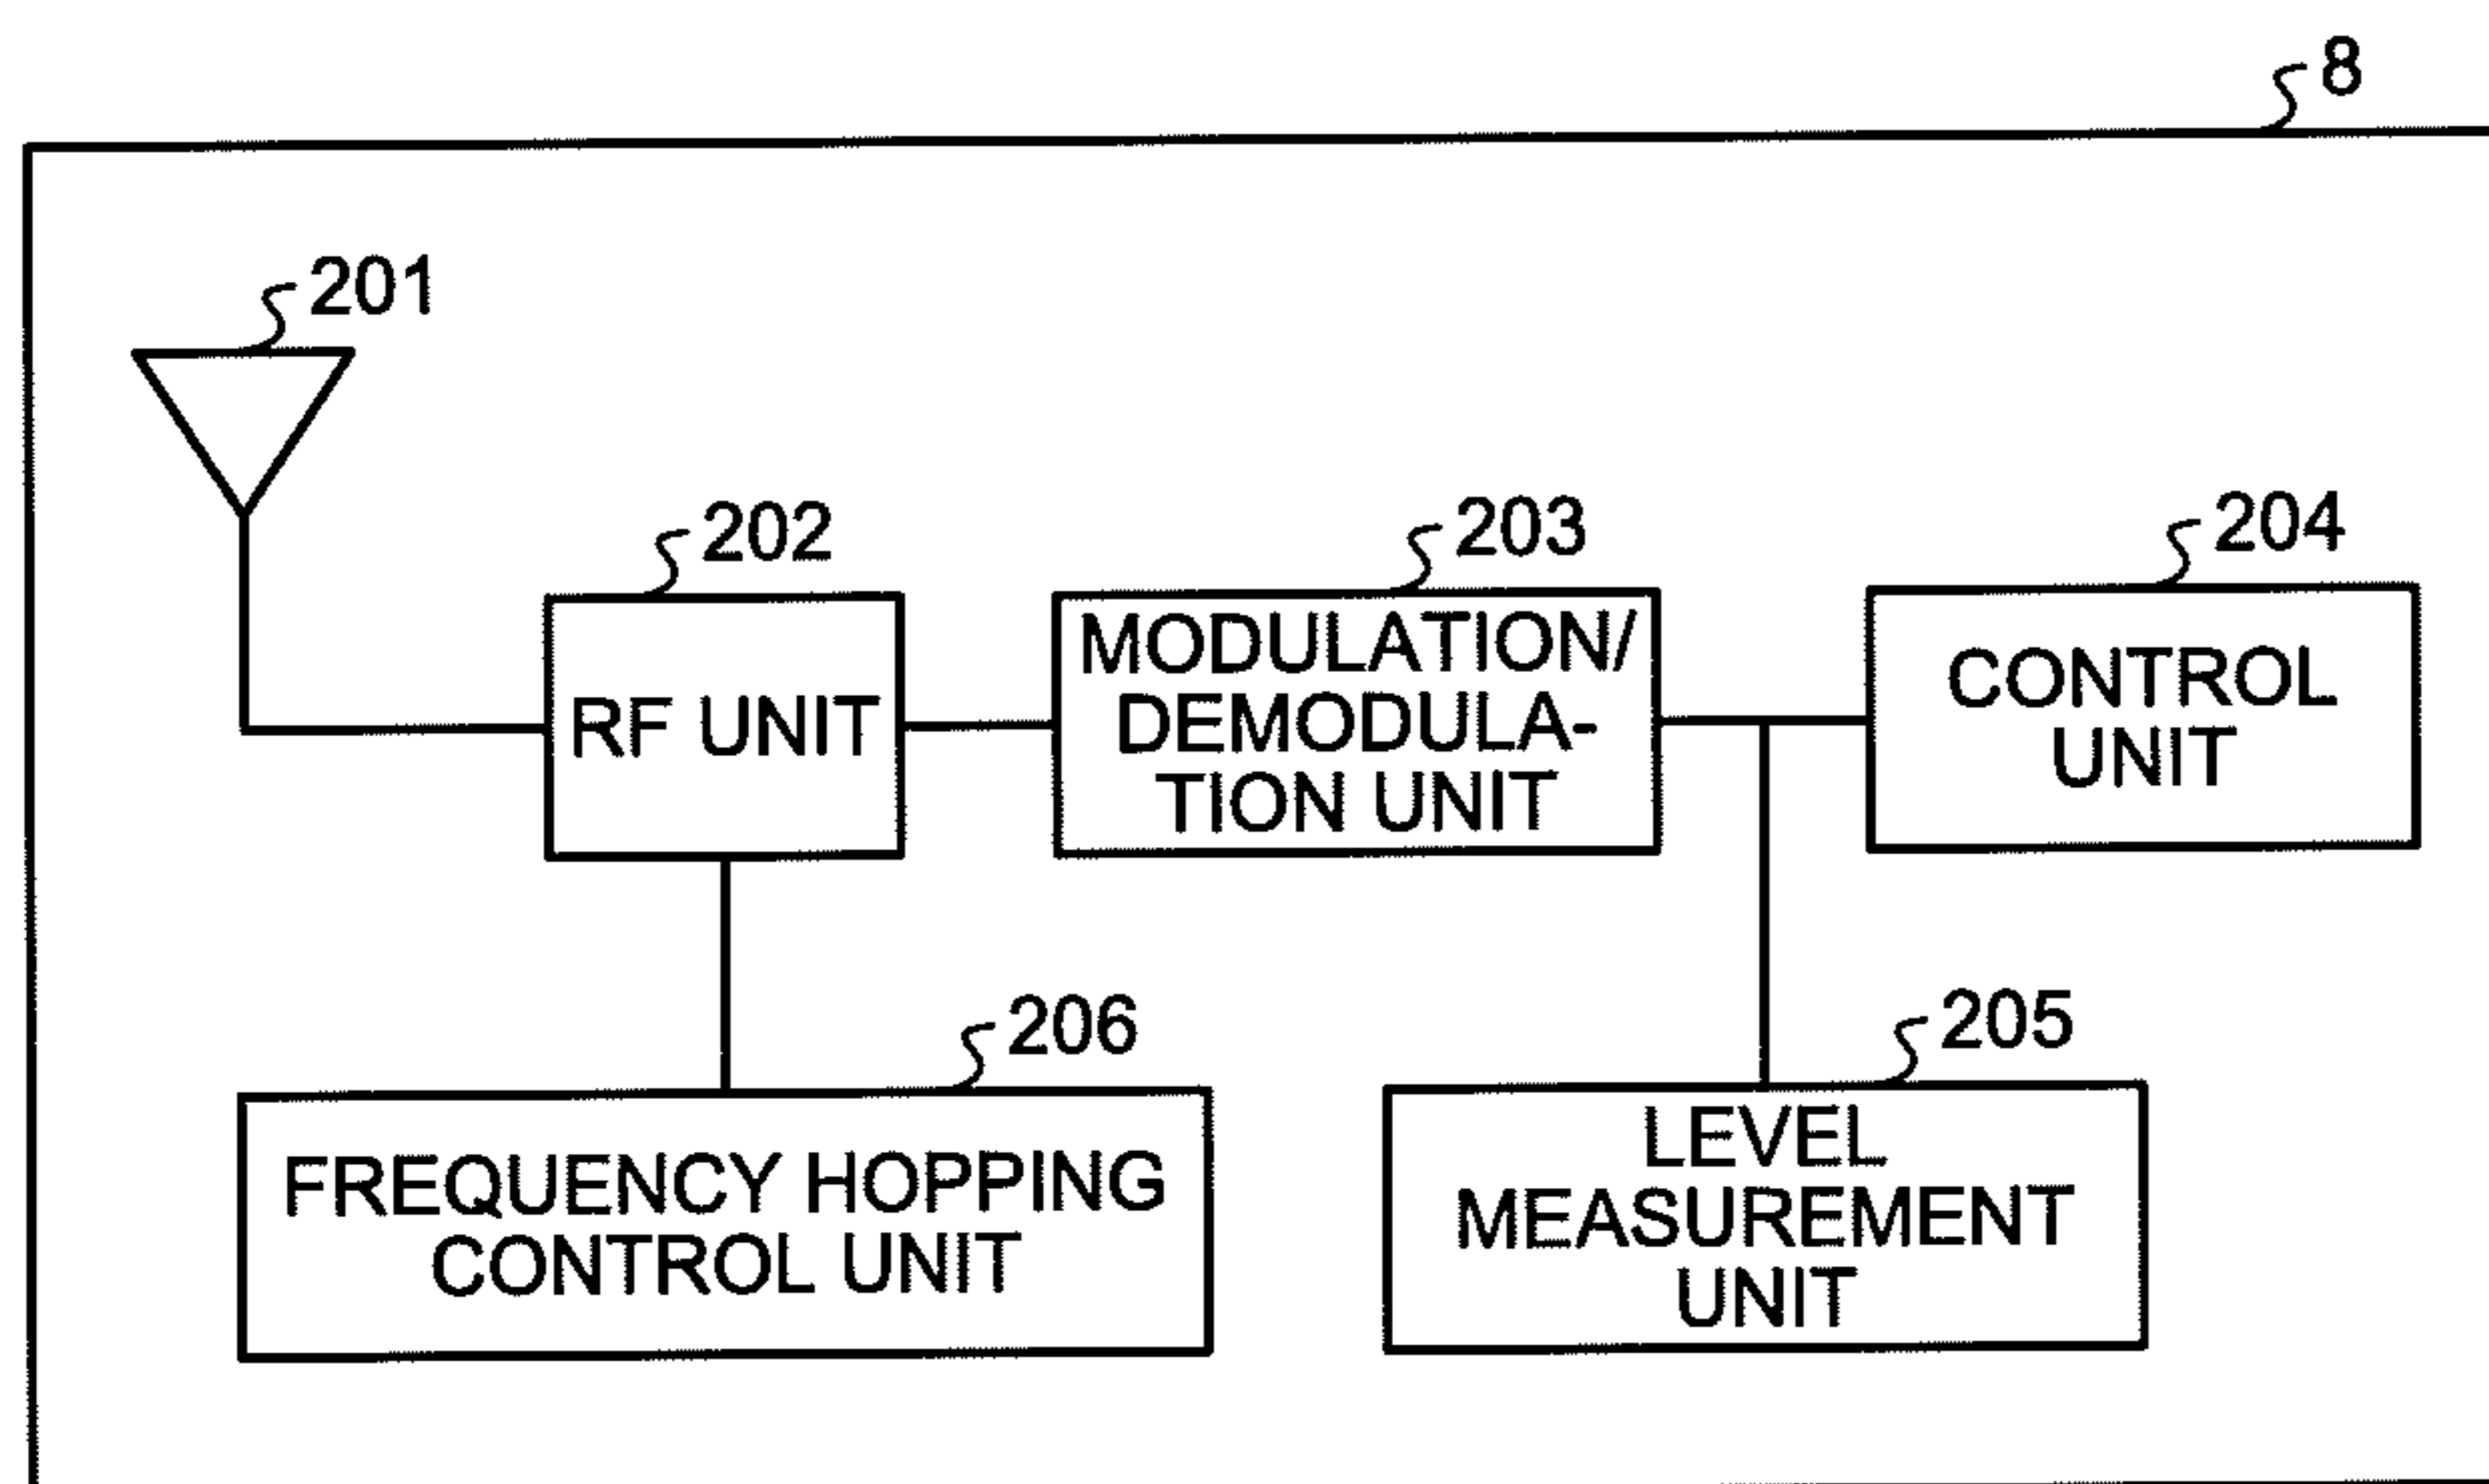 8
201
202
203
204
RF UNIT
MODULATION/
DEMODULA-
TION UNIT
CONTROL
UNIT
206
205
FREQUENCY HOPPING
CONTROL UNIT
LEVEL
MEASUREMENT
UNIT